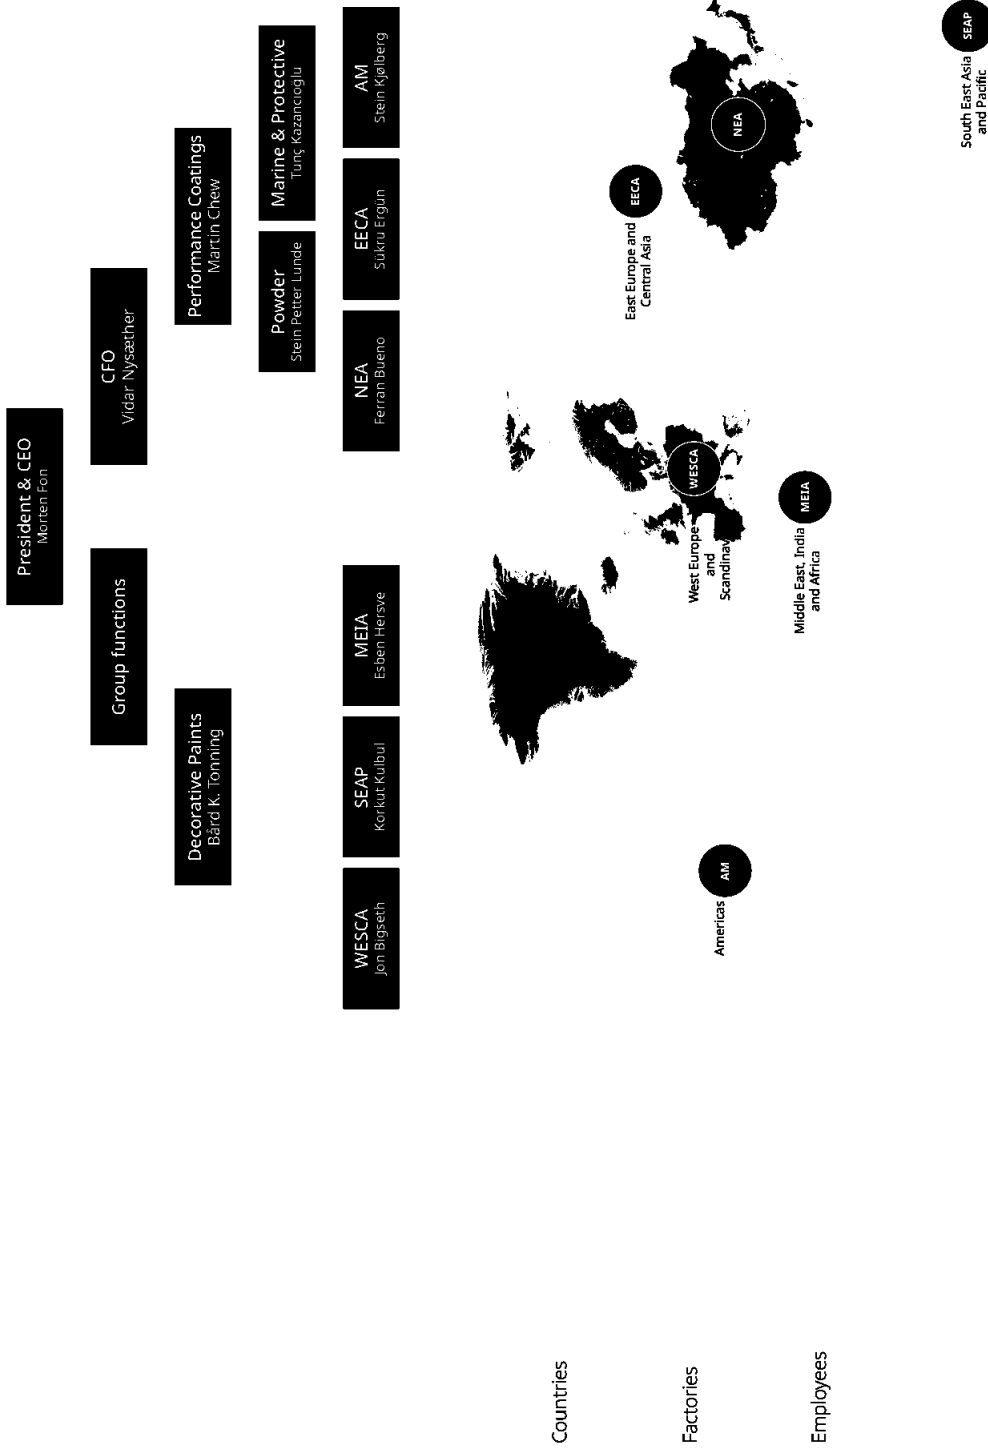 President & CEO
Morten Fon
Group functions
CFO
Vidar Nysæther
Decorative Paints
Bård K. Tonning
Performance Coatings
Martin Chew
Powder
Stein Petter Lunde
Marine & Protective
Tunç Kazancıoğlu
WESCA
Jon Bigseth
SEAP
Korkut Kulbul
MEIA
Esben Hersve
NEA
Ferran Bueno
EECA
Sükru Ergün
AM
Stein Kjølberg
Countries
Factories
Employees
AM
Americas
WESCA
West Europe
and
Scandinav
MEIA
Middle East, India
and Africa
EECA
East Europe and
Central Asia
NEA
SEAP
South East Asia
and Pacific